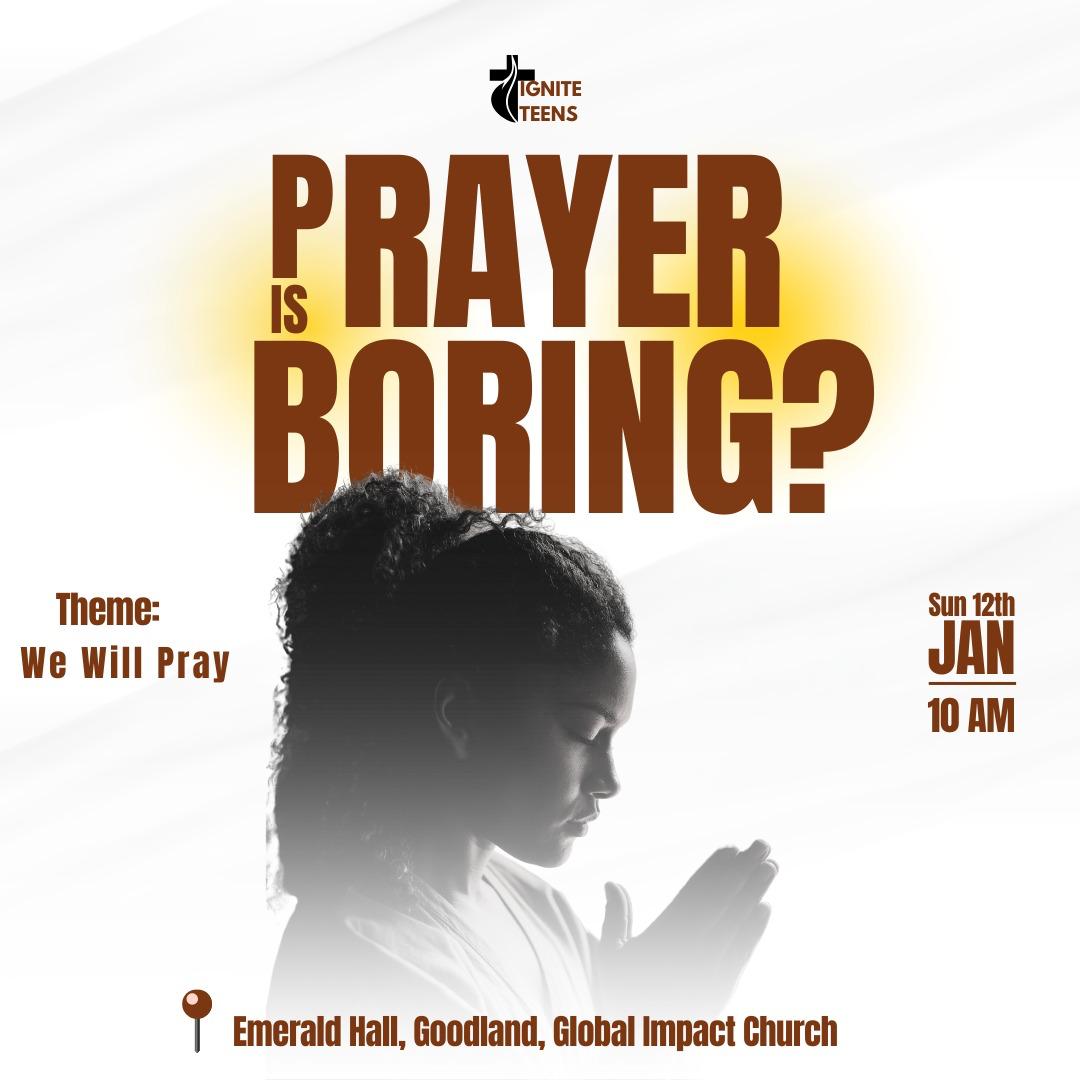 IGNITE
TEENS
PRAYER
IS
BORING?
Theme:
We Will Pray
Sun 12th
JAN
10 AM
Emerald Hall, Goodland, Global Impact Church